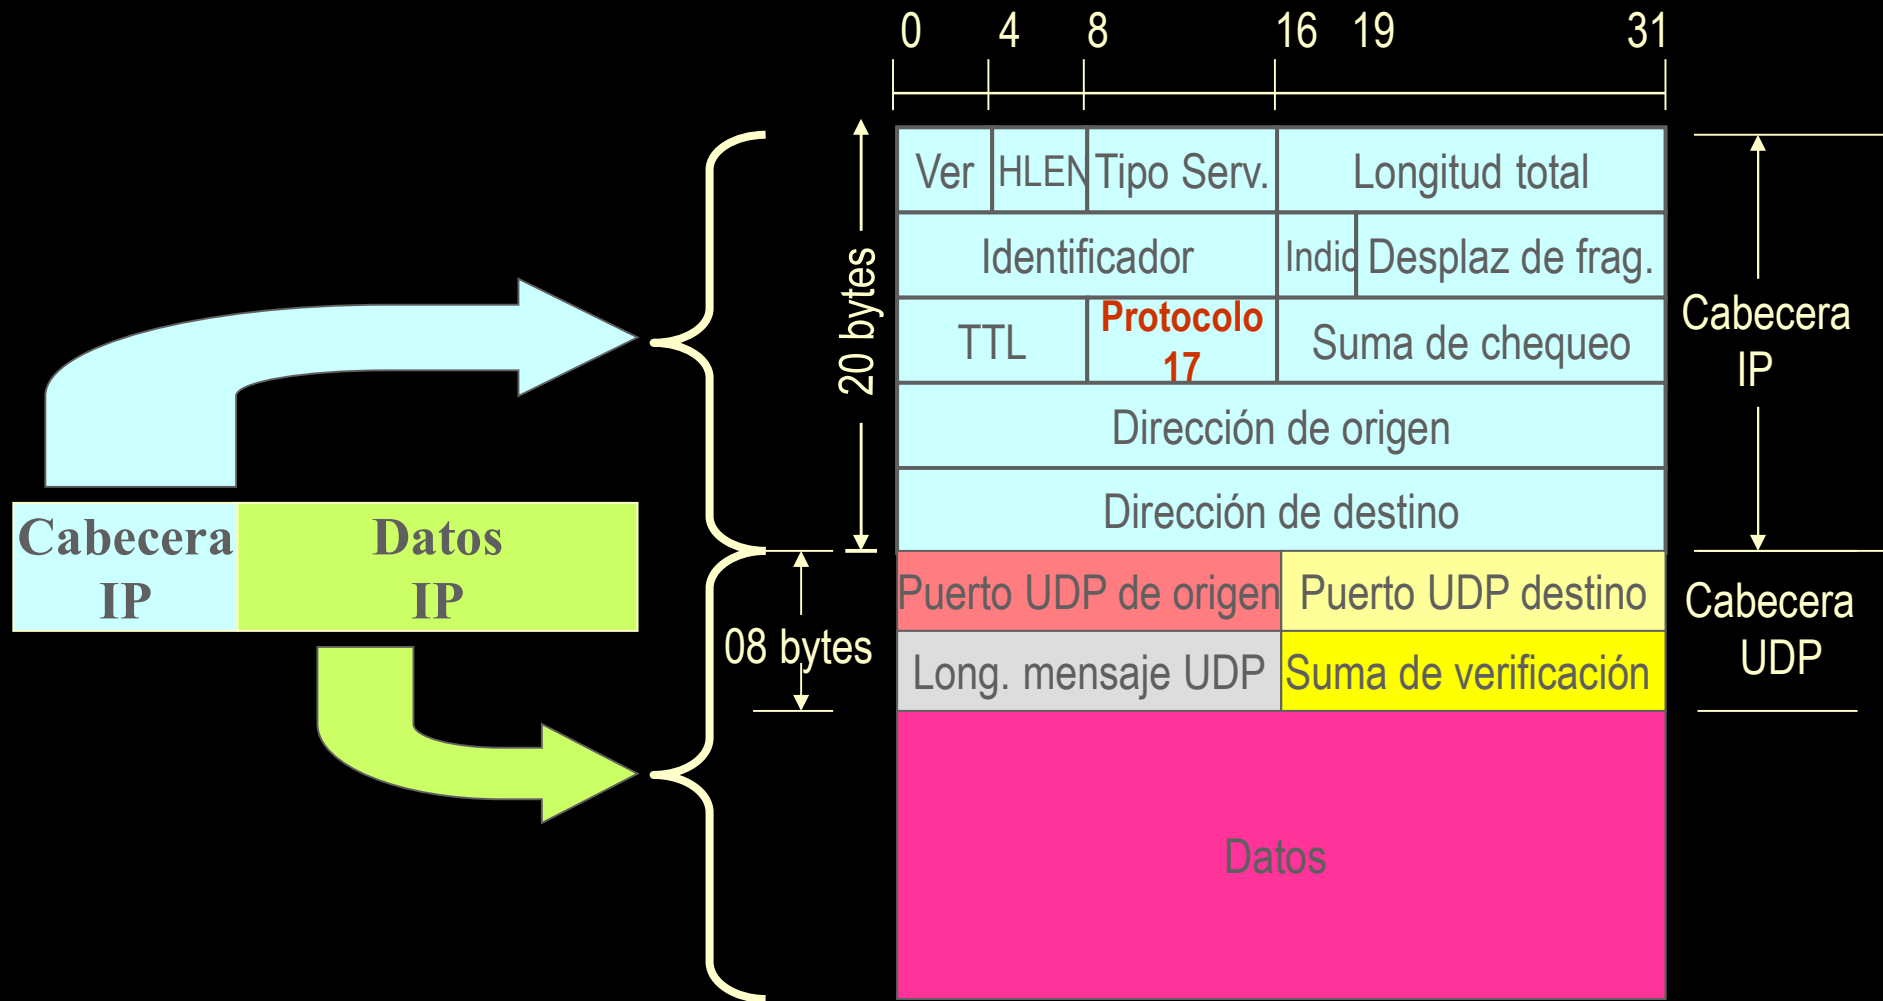 0 4 8 16 19 31
Ver HLEN Tipo Serv. Longitud total
Identificador Indic Desplaz de frag.
TTL Protocolo Suma de chequeo
17
Dirección de origen
Dirección de destino
20 bytes
Cabecera
IP
Cabecera
IP
Datos
IP
Puerto UDP de origen Puerto UDP destino
Long. mensaje UDP Suma de verificación
08 bytes
Cabecera
UDP
Datos